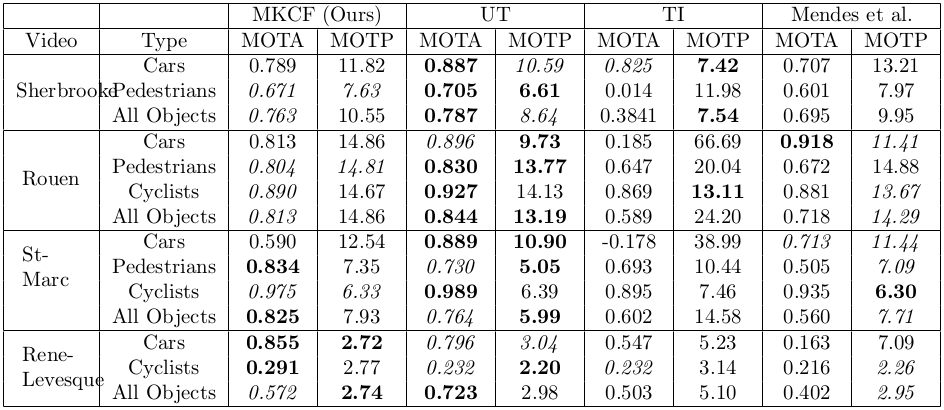 MKCF (Ours) UT TI Mendes et al.
Video Type MOTA MOTP MOTA MOTP MOTA MOTP MOTA MOTP
Sherbrooke
Cars 0.789 11.82 0.887 10.59 0.825 7.42 0.707 13.21
Pedestrians 0.671 7.63 0.705 6.61 0.014 11.98 0.601 7.97
All Objects 0.763 10.55 0.787 8.64 0.3841 7.54 0.695 9.95
Rouen
Cars 0.813 14.86 0.896 9.73 0.185 66.69 0.918 11.41
Pedestrians 0.804 14.81 0.830 13.77 0.647 20.04 0.672 14.88
Cyclists 0.890 14.67 0.927 14.13 0.869 13.11 0.881 13.67
All Objects 0.813 14.86 0.844 13.19 0.589 24.20 0.718 14.29
St-
Marc
Cars 0.590 12.54 0.889 10.90 -0.178 38.99 0.713 11.44
Pedestrians 0.834 7.35 0.730 5.05 0.693 10.44 0.505 7.09
Cyclists 0.975 6.33 0.989 6.39 0.895 7.46 0.935 6.30
All Objects 0.825 7.93 0.764 5.99 0.602 14.58 0.560 7.71
Rene-
Levesque
Cars 0.855 2.72 0.796 3.04 0.547 5.23 0.163 7.09
Cyclists 0.291 2.77 0.232 2.20 0.232 3.14 0.216 2.26
All Objects 0.572 2.74 0.723 2.98 0.503 5.10 0.402 2.95